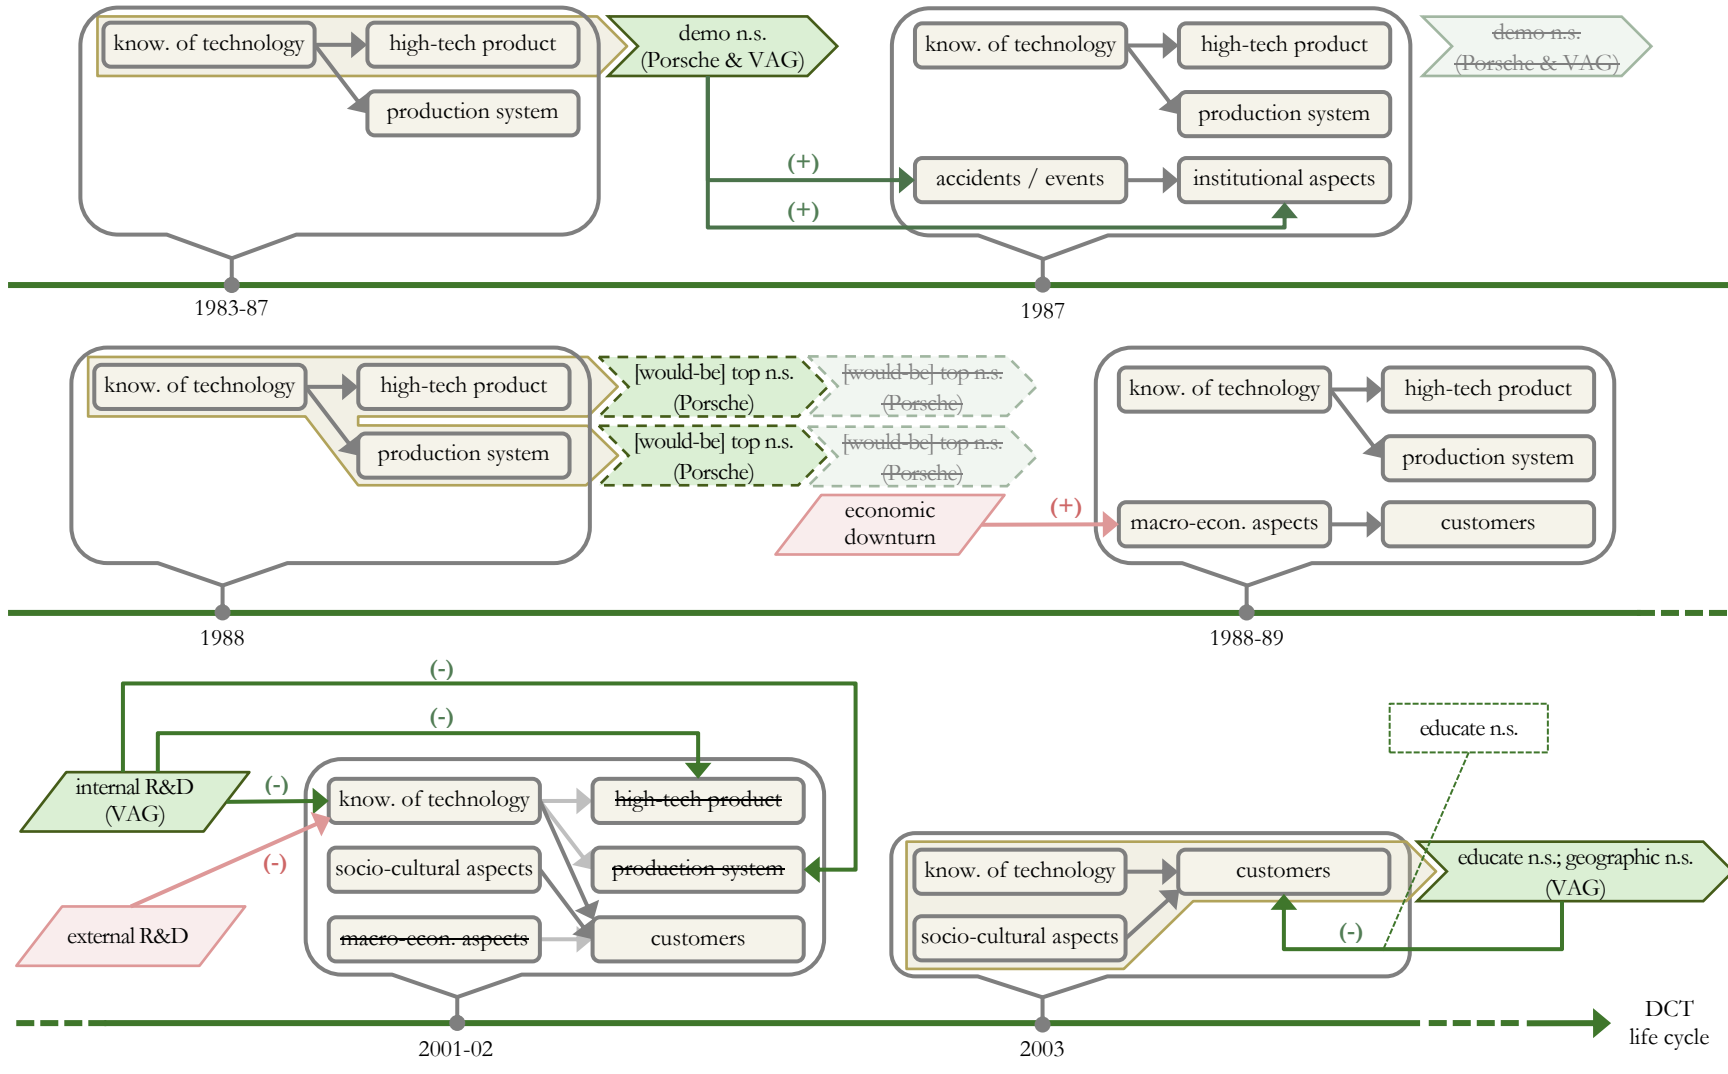 know. of technology
high-tech product
production system
demo n.s.
(Porsche & VAG)
(+)
(+)
know. of technology
high-tech product
production system
accidents / events
institutional aspects
demo n.s.
(Porsche & VAG)
1983-87
1987
know. of technology
high-tech product
production system
[would-be] top n.s.
(Porsche)
[would-be] top n.s.
(Porsche)
[would-be] top n.s.
(Porsche)
[would-be] top n.s.
(Porsche)
economic
downturn
(+)
know. of technology
high-tech product
production system
macro-econ. aspects
customers
1988
1988-89
(-)
(-)
internal R&D
(VAG)
(-)
(-)
external R&D
know. of technology
high-tech product
socio-cultural aspects
production system
macro-econ. aspects
customers
educate n.s.
know. of technology
customers
socio-cultural aspects
educate n.s.; geographic n.s.
(VAG)
(-)
2001-02
2003
DCT
life cycle